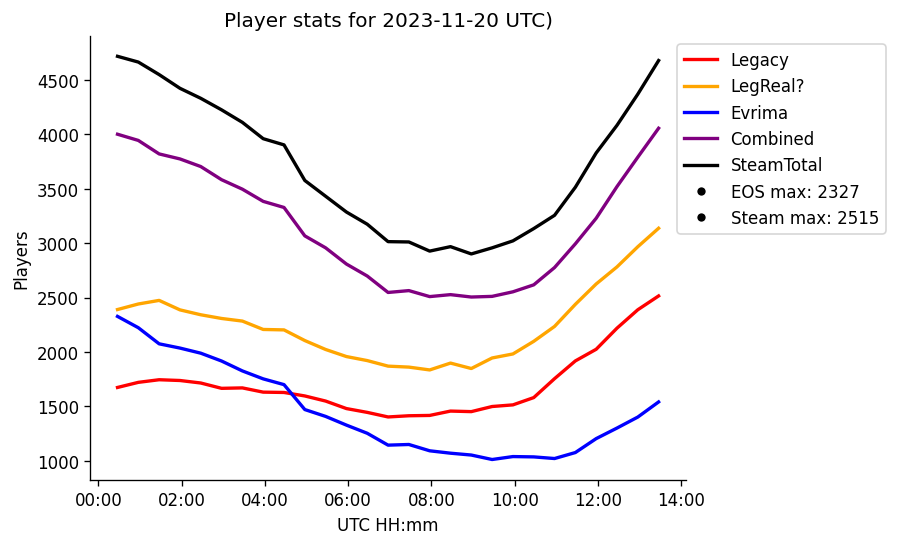 Player stats for 2023-11-20 UTC)
Legacy
LegReal?
Evrima
Combined
SteamTotal
EOS max: 2327
Steam max: 2515
Players
4500
4000
3500
3000
2500
2000
1500
1000
00:00 02:00 04:00 06:00 08:00 10:00 12:00 14:00
UTC HH:mm